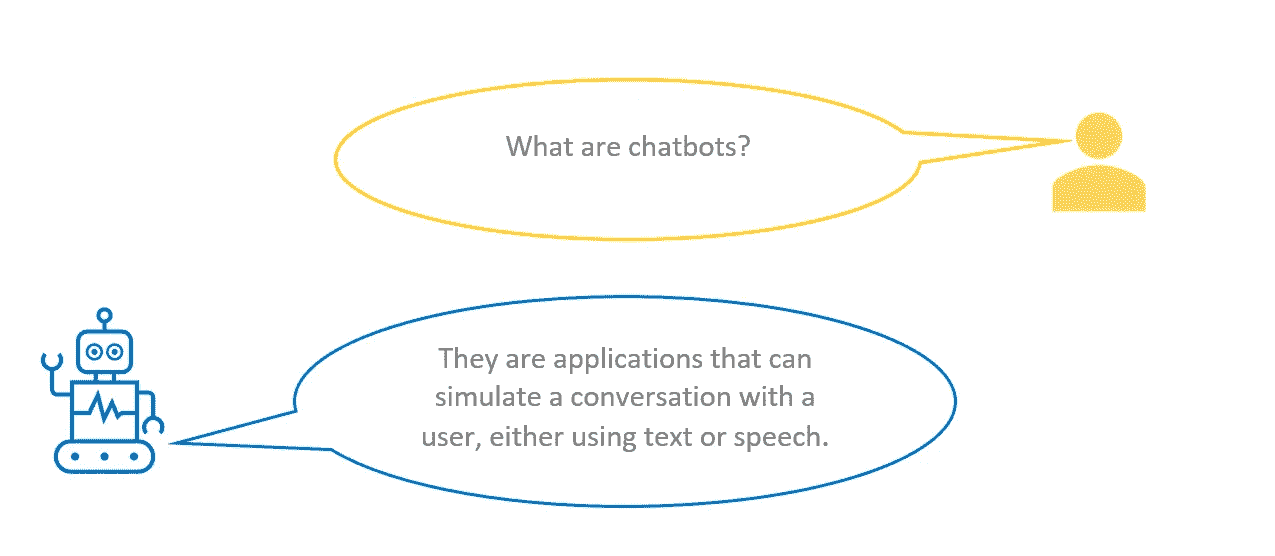 What are chatbots?
They are applications that can
simulate a conversation with a
user, either using text or speech.